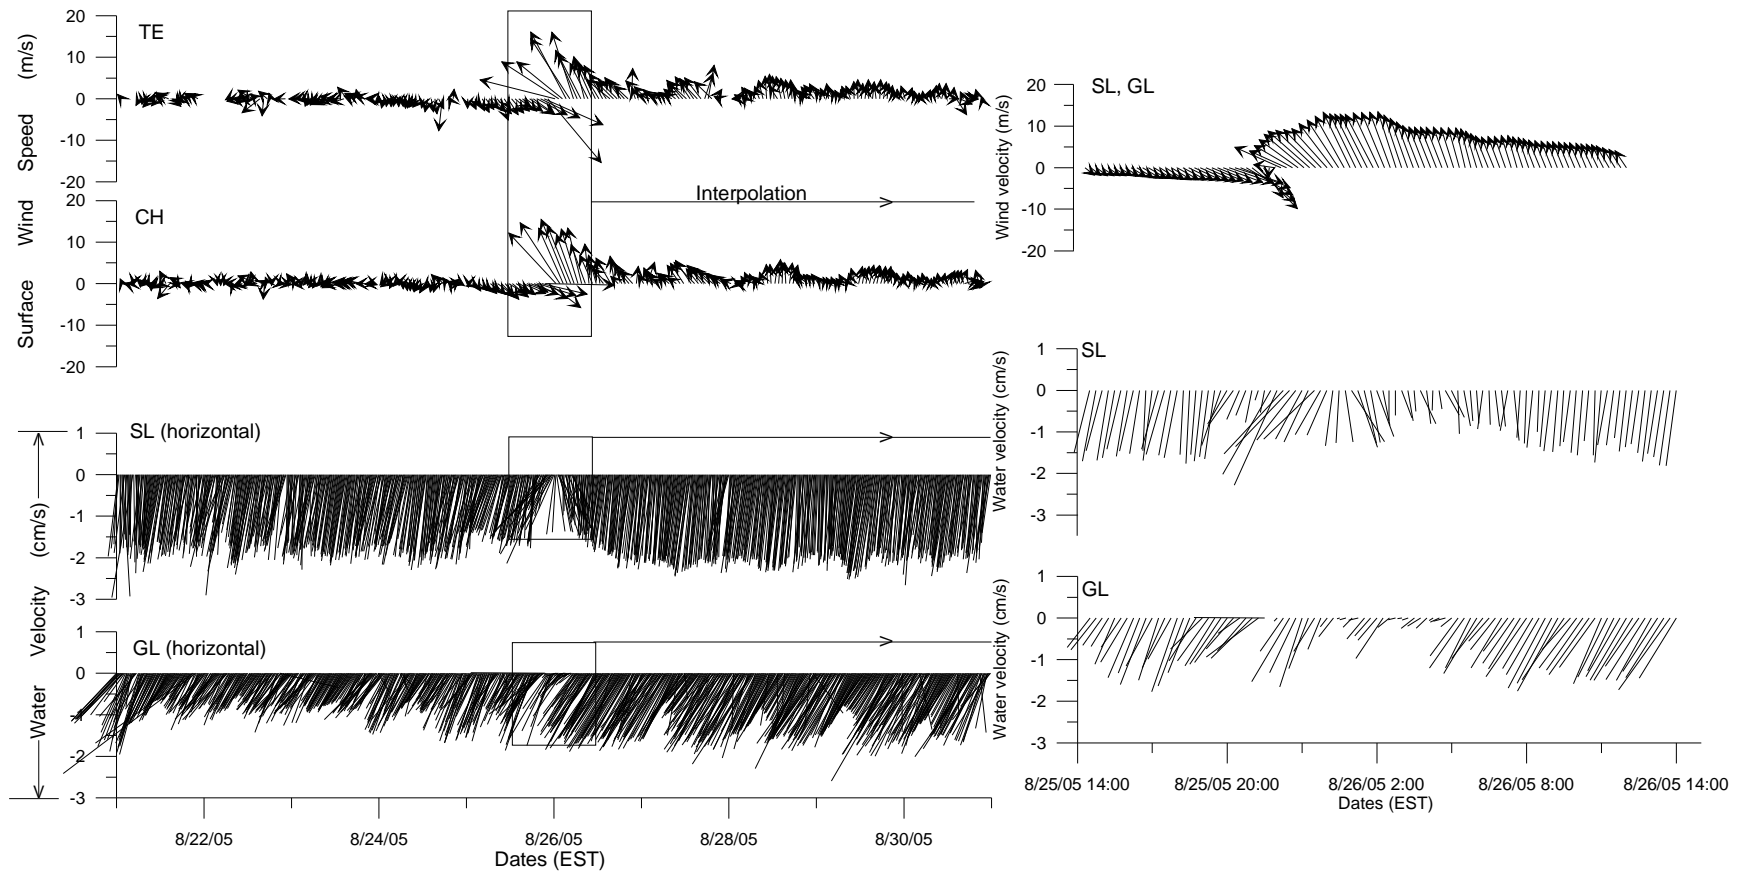 Surface Wind Speed (m/s)
TE
20
10
0
-10
-20
CH
20
10
0
-10
-20
Interpolation
Water Velocity (cm/s)
SL (horizontal)
1
0
-1
-2
-3
GL (horizontal)
1
0
-1
-2
-3
8/22/05 8/24/05 8/26/05 8/28/05 8/30/05
Dates (EST)
Wind velocity (m/s)
SL, GL
20
10
0
-10
-20
Water velocity (cm/s)
SL
1
0
-1
-2
-3
Water velocity (cm/s)
GL
1
0
-1
-2
-3
8/25/05 14:00 8/25/05 20:00 8/26/05 2:00 8/26/05 8:00 8/26/05 14:00
Dates (EST)